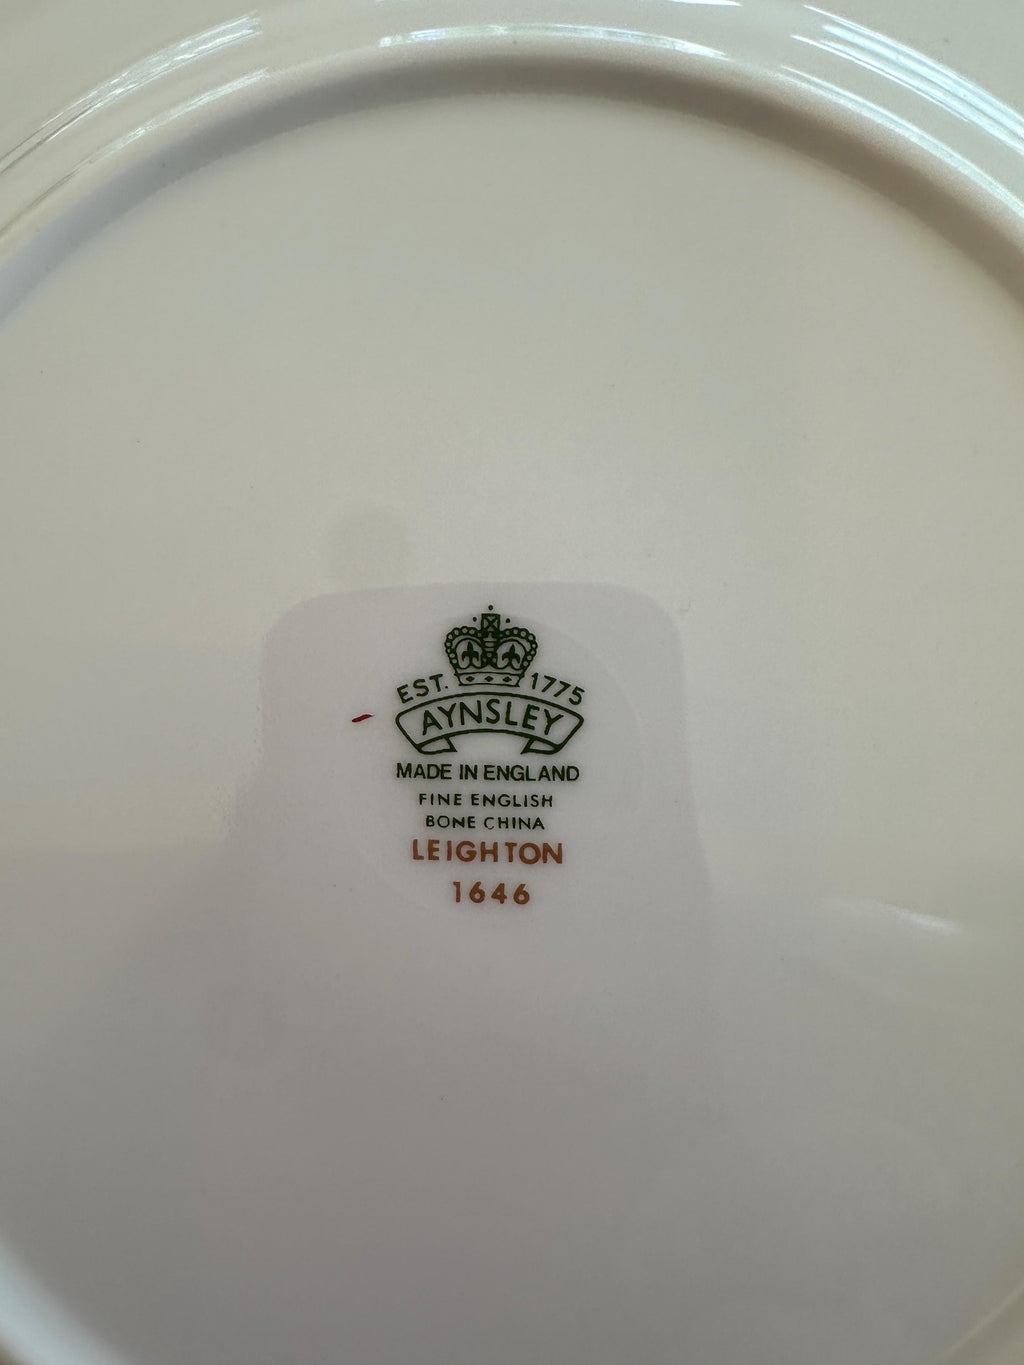 EST. 1775
AYNSLEY
MADE IN ENGLAND
FINE ENGLISH
BONE CHINA
LEIGHTON
1646